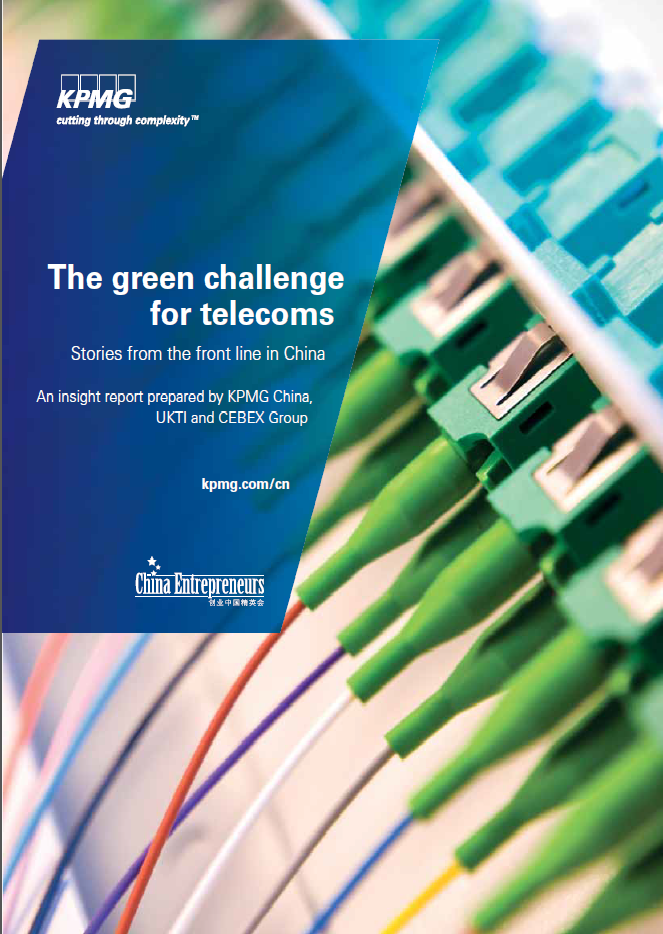 KPMG
cutting through complexity™
The green challenge
for telecoms
Stories from the front line in China
An insight report prepared by KPMG China,
UKTI and CEBEX Group
kpmg.com/cn
China Entrepreneurs
创业中国精英会